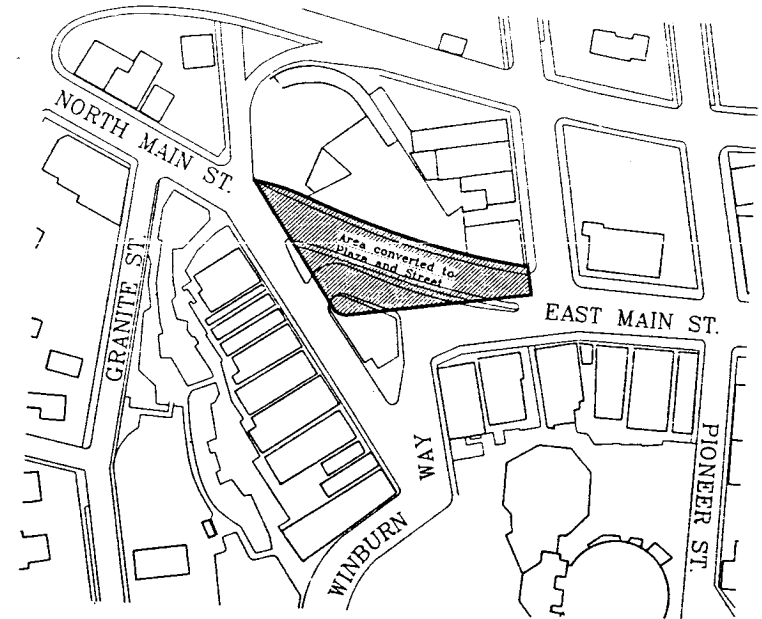 NORTH MAIN ST.
Area converted to
Plaza and Street
EAST MAIN ST.
GRANITE ST.
WINBURN WAY
PIONEER ST.